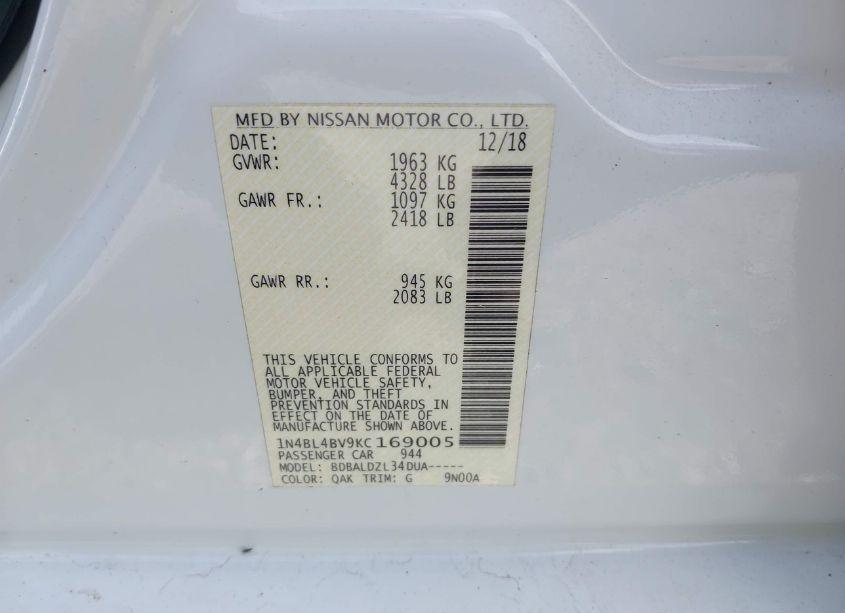 MFD BY NISSAN MOTOR CO., LTD.
DATE: 12/18
GVWR: 1963 KG
4328 LB
GAWR FR.: 1097 KG
2418 LB
GAWR RR.: 945 KG
2083 LB
THIS VEHICLE CONFORMS TO
ALL APPLICABLE FEDERAL
MOTOR VEHICLE SAFETY,
BUMPER, AND THEFT
PREVENTION STANDARDS IN
EFFECT ON THE DATE OF
MANUFACTURE SHOWN ABOVE.
1N4BL4BV9KC169005
PASSENGER CAR 944
MODEL: BDBALDZL34DUA-----
COLOR: QAK TRIM: G 9N00A